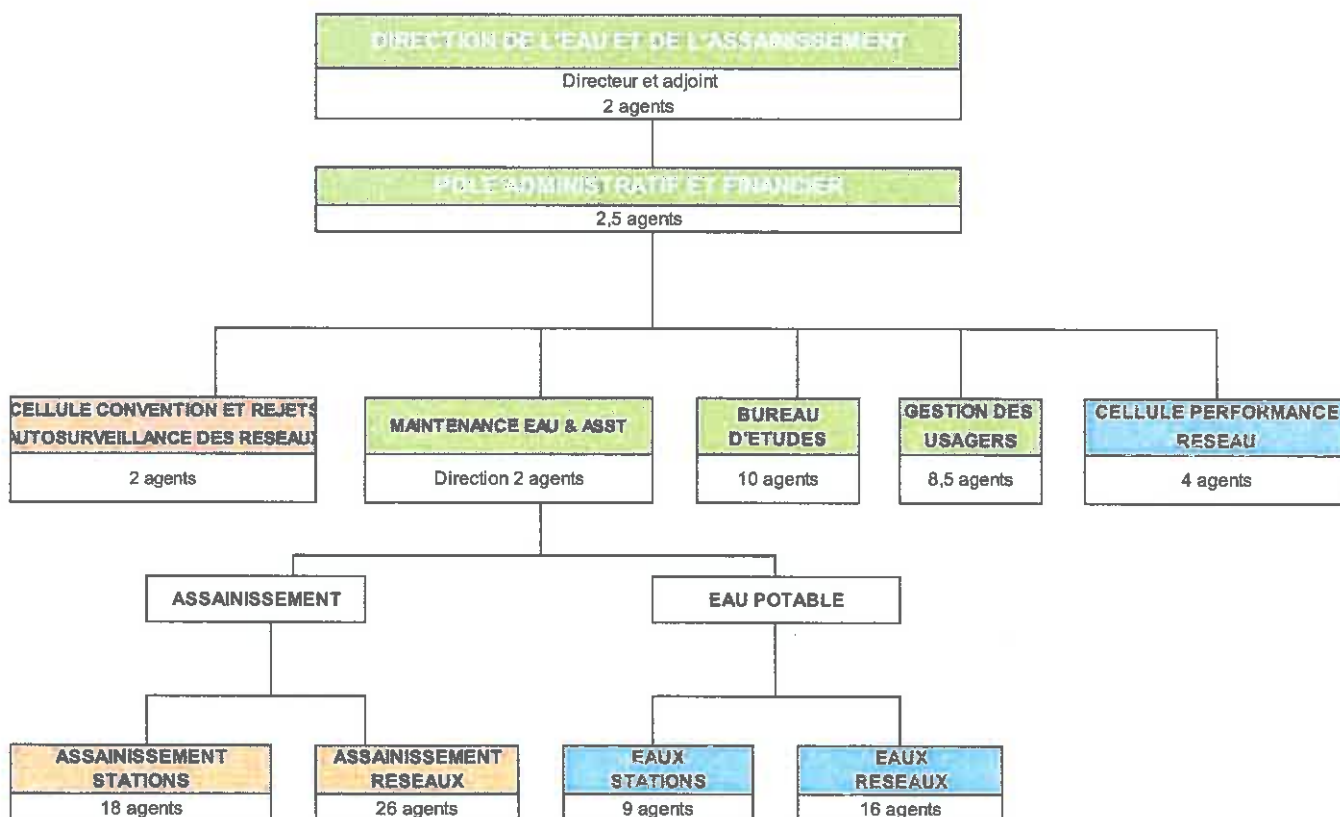 DIRECTION DE L'EAU ET DE L'ASSAINISSEMENT
Directeur et adjoint
2 agents
POLE ADMINISTRATIF ET FINANCIER
2,5 agents
CELLULE CONVENTION ET REJETS
AUTOSURVEILLANCE DES RESEAUX
2 agents
MAINTENANCE EAU & ASST
Direction 2 agents
BUREAU
D'ETUDES
10 agents
GESTION DES
USAGERS
8,5 agents
CELLULE PERFORMANCE
RESEAU
4 agents
ASSAINISSEMENT
EAU POTABLE
ASSAINISSEMENT
STATIONS
18 agents
ASSAINISSEMENT
RESEAUX
26 agents
EAUX
STATIONS
9 agents
EAUX
RESEAUX
16 agents